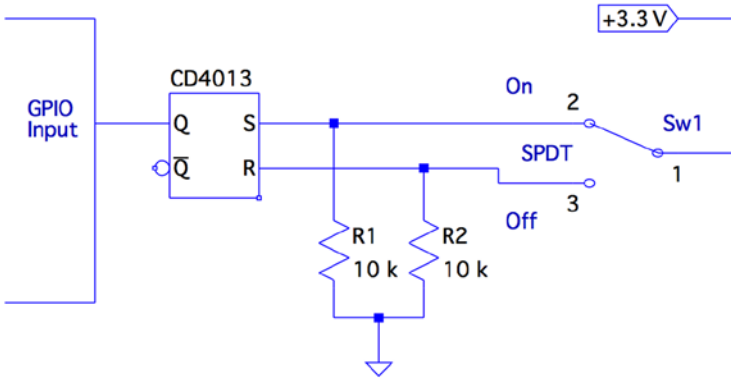 +3.3 V
CD4013
GPIO
Input
Q
S
Q
R
On
2
Sw1
SPDT
1
3
Off
R1
10 k
R2
10 k